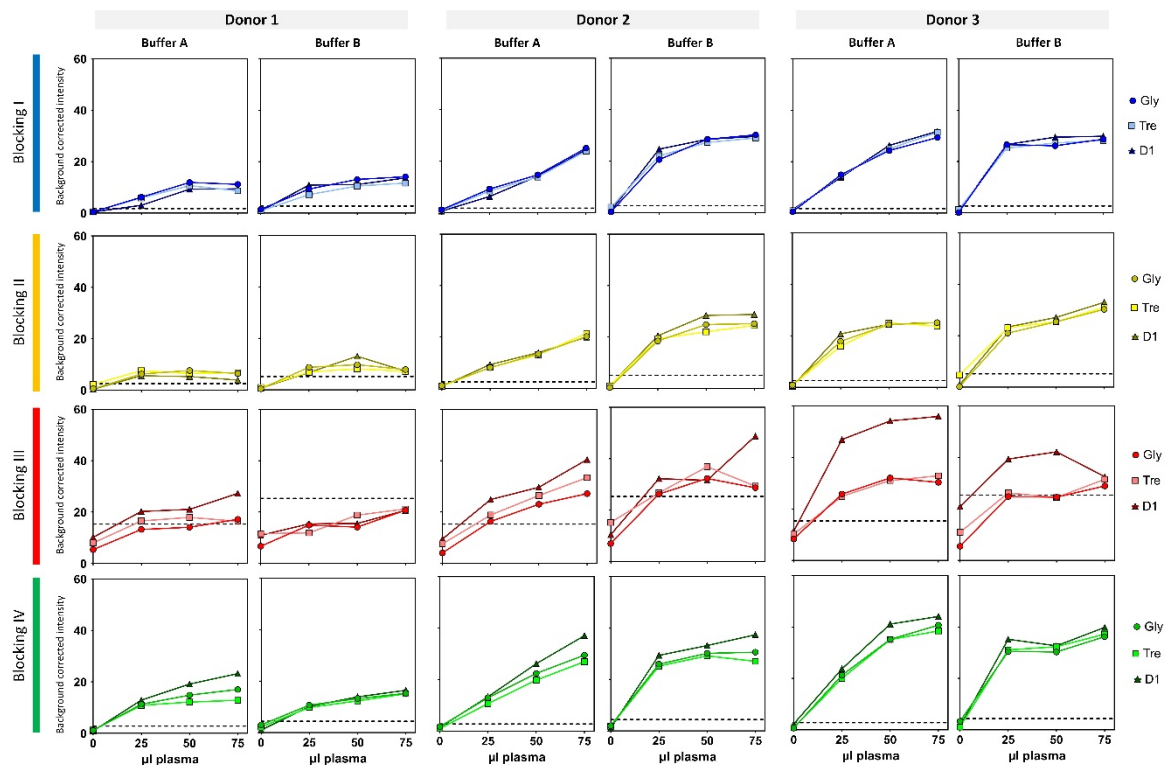 Donor 1 Donor 2 Donor 3
Buffer A Buffer B Buffer A Buffer B Buffer A Buffer B
Blocking I
Background corrected intensity
60
40
20
0
Gly
Tre
D1
Blocking II
Background corrected intensity
60
40
20
0
Gly
Tre
D1
Blocking III
Background corrected intensity
60
40
20
0
Gly
Tre
D1
Blocking IV
Background corrected intensity
60
40
20
0
Gly
Tre
D1
0 25 50 75 0 25 50 75 0 25 50 75 0 25 50 75 0 25 50 75 0 25 50 75
µl plasma µl plasma µl plasma µl plasma µl plasma µl plasma